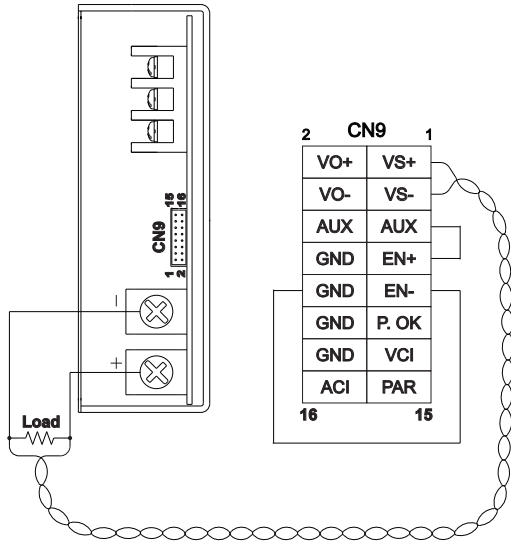 2 CN9 1
VO+ VS+
VO- VS-
AUX AUX
GND EN+
GND EN-
GND P. OK
GND VCI
ACI PAR
16 15
15 16
CN9
1 2
−
+
Load